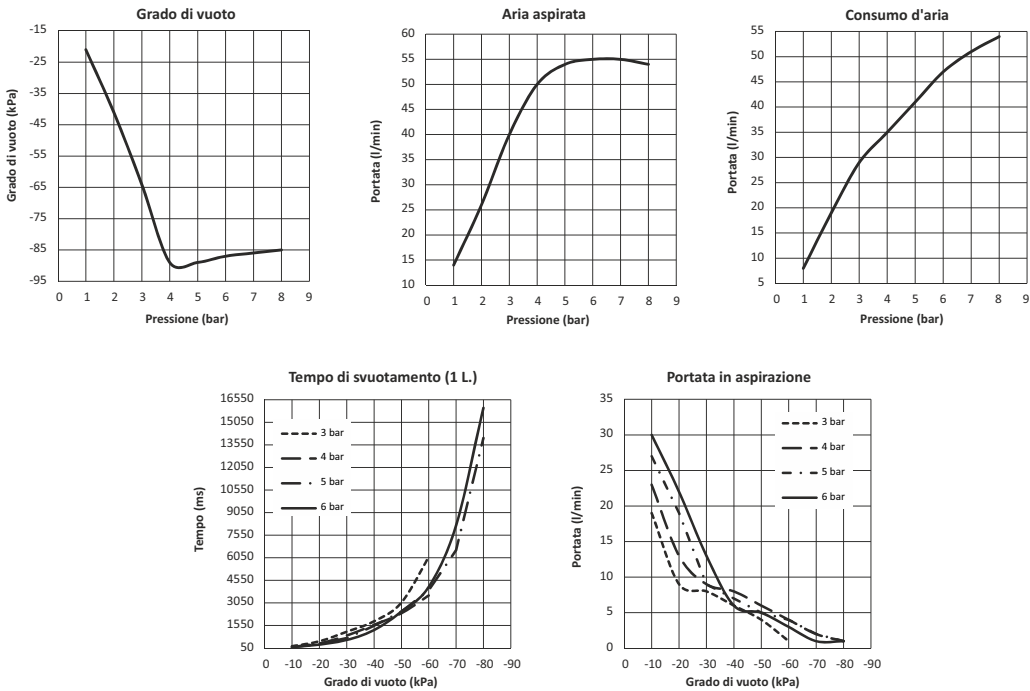 Grado di vuoto
-15
-25
-35
-45
-55
-65
-75
-85
-95
Grado di vuoto (kPa)
0 1 2 3 4 5 6 7 8 9
Pressione (bar)
Aria aspirata
60
55
50
45
40
35
30
25
20
15
10
Portata (l/min)
0 1 2 3 4 5 6 7 8 9
Pressione (bar)
Consumo d'aria
55
50
45
40
35
30
25
20
15
10
5
Portata (l/min)
0 1 2 3 4 5 6 7 8 9
Pressione (bar)
Tempo di svuotamento (1 L.)
16550
15050
13550
12050
10550
9050
7550
6050
4550
3050
1550
50
Tempo (ms)
3 bar
4 bar
5 bar
6 bar
0 -10 -20 -30 -40 -50 -60 -70 -80 -90
Grado di vuoto (kPa)
Portata in aspirazione
35
30
25
20
15
10
5
0
Portata (l/min)
3 bar
4 bar
5 bar
6 bar
0 -10 -20 -30 -40 -50 -60 -70 -80 -90
Grado di vuoto (kPa)